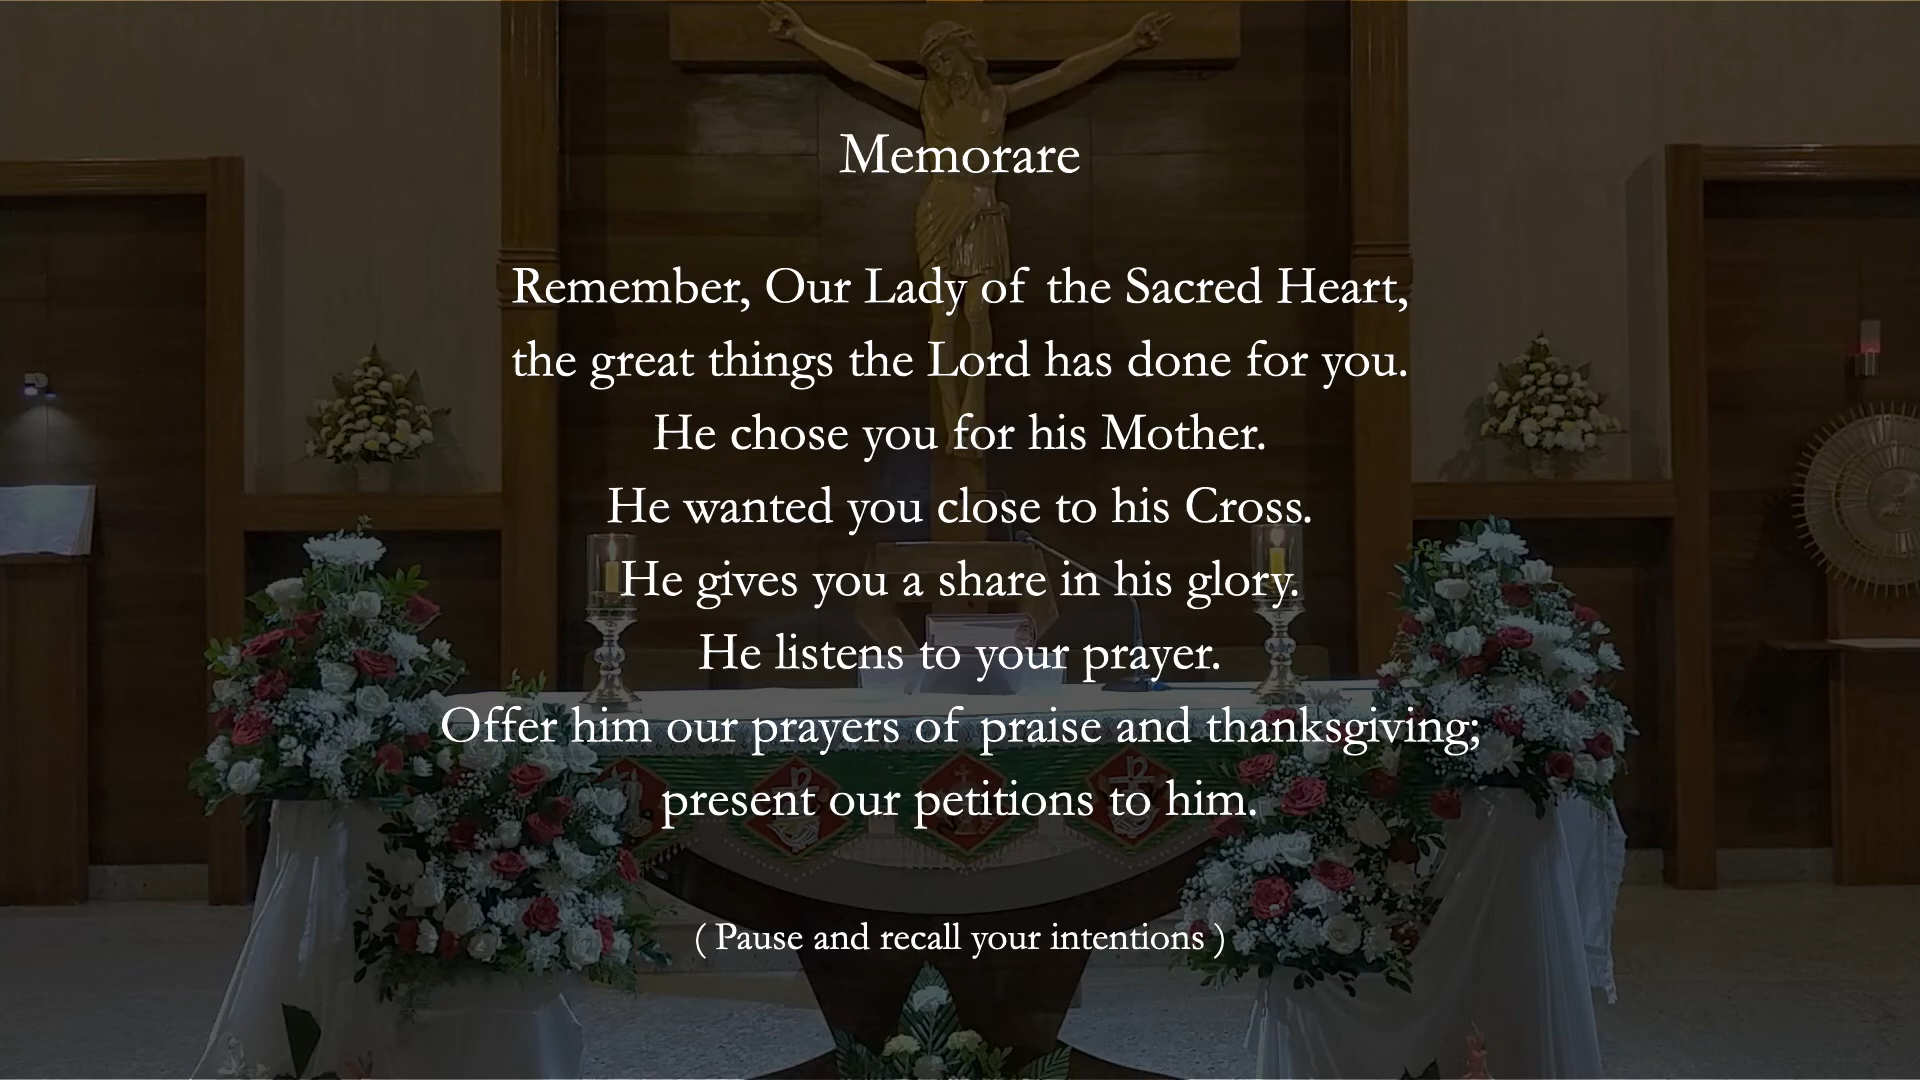 Memorare
Remember, Our Lady of the Sacred Heart,
the great things the Lord has done for you.
He chose you for his Mother.
He wanted you close to his Cross.
He gives you a share in his glory.
He listens to your prayer.
Offer him our prayers of praise and thanksgiving;
present our petitions to him.
( Pause and recall your intentions )